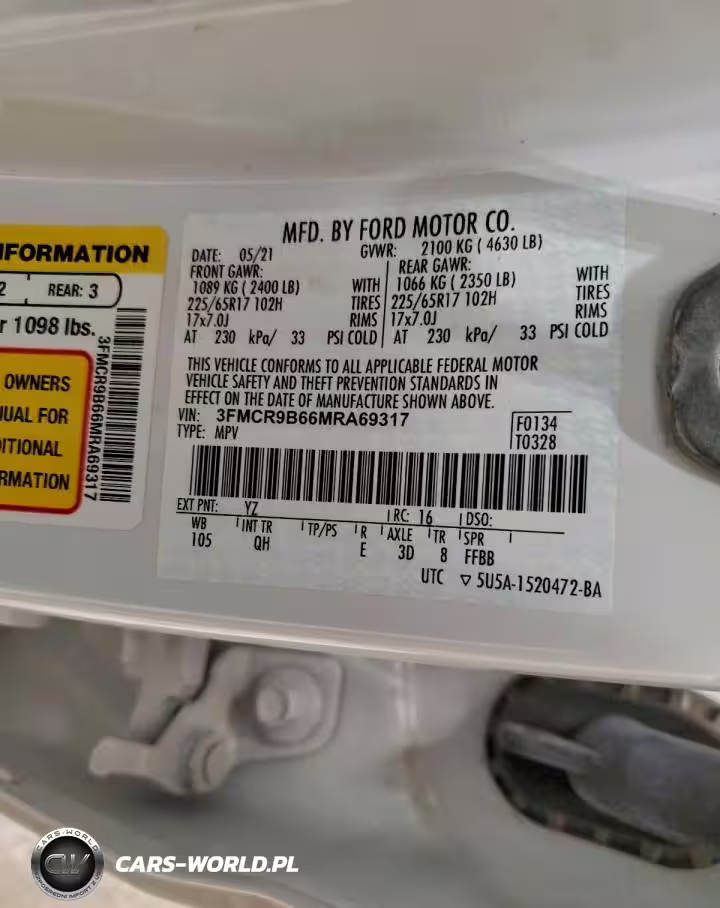 NFORMATION
2 REAR: 3
r 1098 lbs.
OWNERS
UAL FOR
DITIONAL
RMATION
3FMCR9B66MRA69317
MFD. BY FORD MOTOR CO.
DATE: 05/21 GVWR: 2100 KG ( 4630 LB)
FRONT GAWR: REAR GAWR:
1089 KG ( 2400 LB) WITH 1066 KG ( 2350 LB) WITH
225/65R17 102H TIRES 225/65R17 102H TIRES
17x7.0J RIMS 17x7.0J RIMS
AT 230 kPa/ 33 PSI COLD AT 230 kPa/ 33 PSI COLD
THIS VEHICLE CONFORMS TO ALL APPLICABLE FEDERAL MOTOR
VEHICLE SAFETY AND THEFT PREVENTION STANDARDS IN
EFFECT ON THE DATE OF MANUFACTURE SHOWN ABOVE.
VIN: 3FMCR9B66MRA69317 F0134
TYPE: MPV T0328
EXT PNT: YZ RC: 16 DSO:
WB INT TR TP/PS R AXLE TR SPR
105 QH E 3D 8 FFBB
UTC ▽ 5U5A-1520472-BA
CARS-WORLD
CW
CARS-WORLD.PL